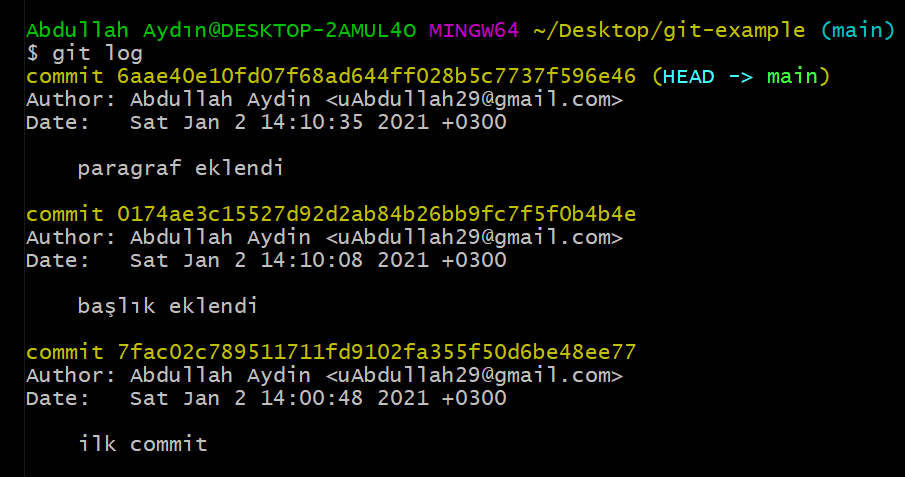 Abdullah Aydın@DESKTOP-2AMUL4O MINGW64 ~/Desktop/git-example (main)
$ git log
commit 6aae40e10fd07f68ad644ff028b5c7737f596e46 (HEAD -> main)
Author: Abdullah Aydin <uAbdullah29@gmail.com>
Date:   Sat Jan 2 14:10:35 2021 +0300
paragraf eklendi
commit 0174ae3c15527d92d2ab84b26bb9fc7f5f0b4b4e
Author: Abdullah Aydin <uAbdullah29@gmail.com>
Date:   Sat Jan 2 14:10:08 2021 +0300
başlık eklendi
commit 7fac02c789511711fd9102fa355f50d6be48ee77
Author: Abdullah Aydin <uAbdullah29@gmail.com>
Date:   Sat Jan 2 14:00:48 2021 +0300
ilk commit